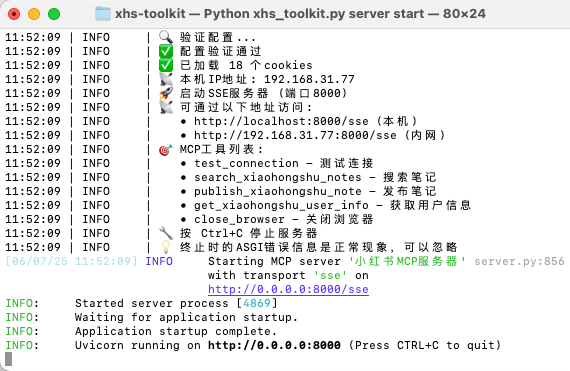 xhs-toolkit — Python xhs_toolkit.py server start — 80×24
11:52:09 | INFO     | 🔍 验证配置...
11:52:09 | INFO     | ✅ 配置验证通过
11:52:09 | INFO     | ✅ 已加载 18 个cookies
11:52:09 | INFO     | 📡 本机IP地址: 192.168.31.77
11:52:09 | INFO     | 🚀 启动SSE服务器 (端口8000)
11:52:09 | INFO     | 📡 可通过以下地址访问:
11:52:09 | INFO     |    • http://localhost:8000/sse (本机)
11:52:09 | INFO     |    • http://192.168.31.77:8000/sse (内网)
11:52:09 | INFO     | 🎯 MCP工具列表:
11:52:09 | INFO     |    • test_connection - 测试连接
11:52:09 | INFO     |    • search_xiaohongshu_notes - 搜索笔记
11:52:09 | INFO     |    • publish_xiaohongshu_note - 发布笔记
11:52:09 | INFO     |    • get_xiaohongshu_user_info - 获取用户信息
11:52:09 | INFO     |    • close_browser - 关闭浏览器
11:52:09 | INFO     | 🔧 按 Ctrl+C 停止服务器
11:52:09 | INFO     | 💡 终止时的ASGI错误信息是正常现象，可以忽略
[06/07/25 11:52:09] INFO     Starting MCP server '小红书MCP服务器' server.py:856
with transport 'sse' on
http://0.0.0.0:8000/sse
INFO:     Started server process [4869]
INFO:     Waiting for application startup.
INFO:     Application startup complete.
INFO:     Uvicorn running on http://0.0.0.0:8000 (Press CTRL+C to quit)